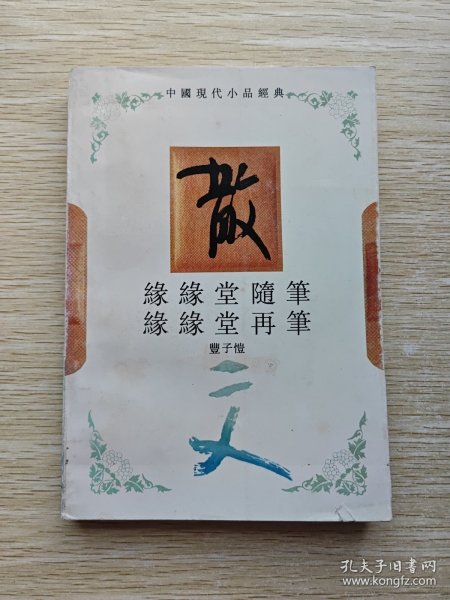 中國現代小品經典
散
緣緣堂隨筆
緣緣堂再筆
豐子愷
文
孔夫子旧书网
www.kongfz.com